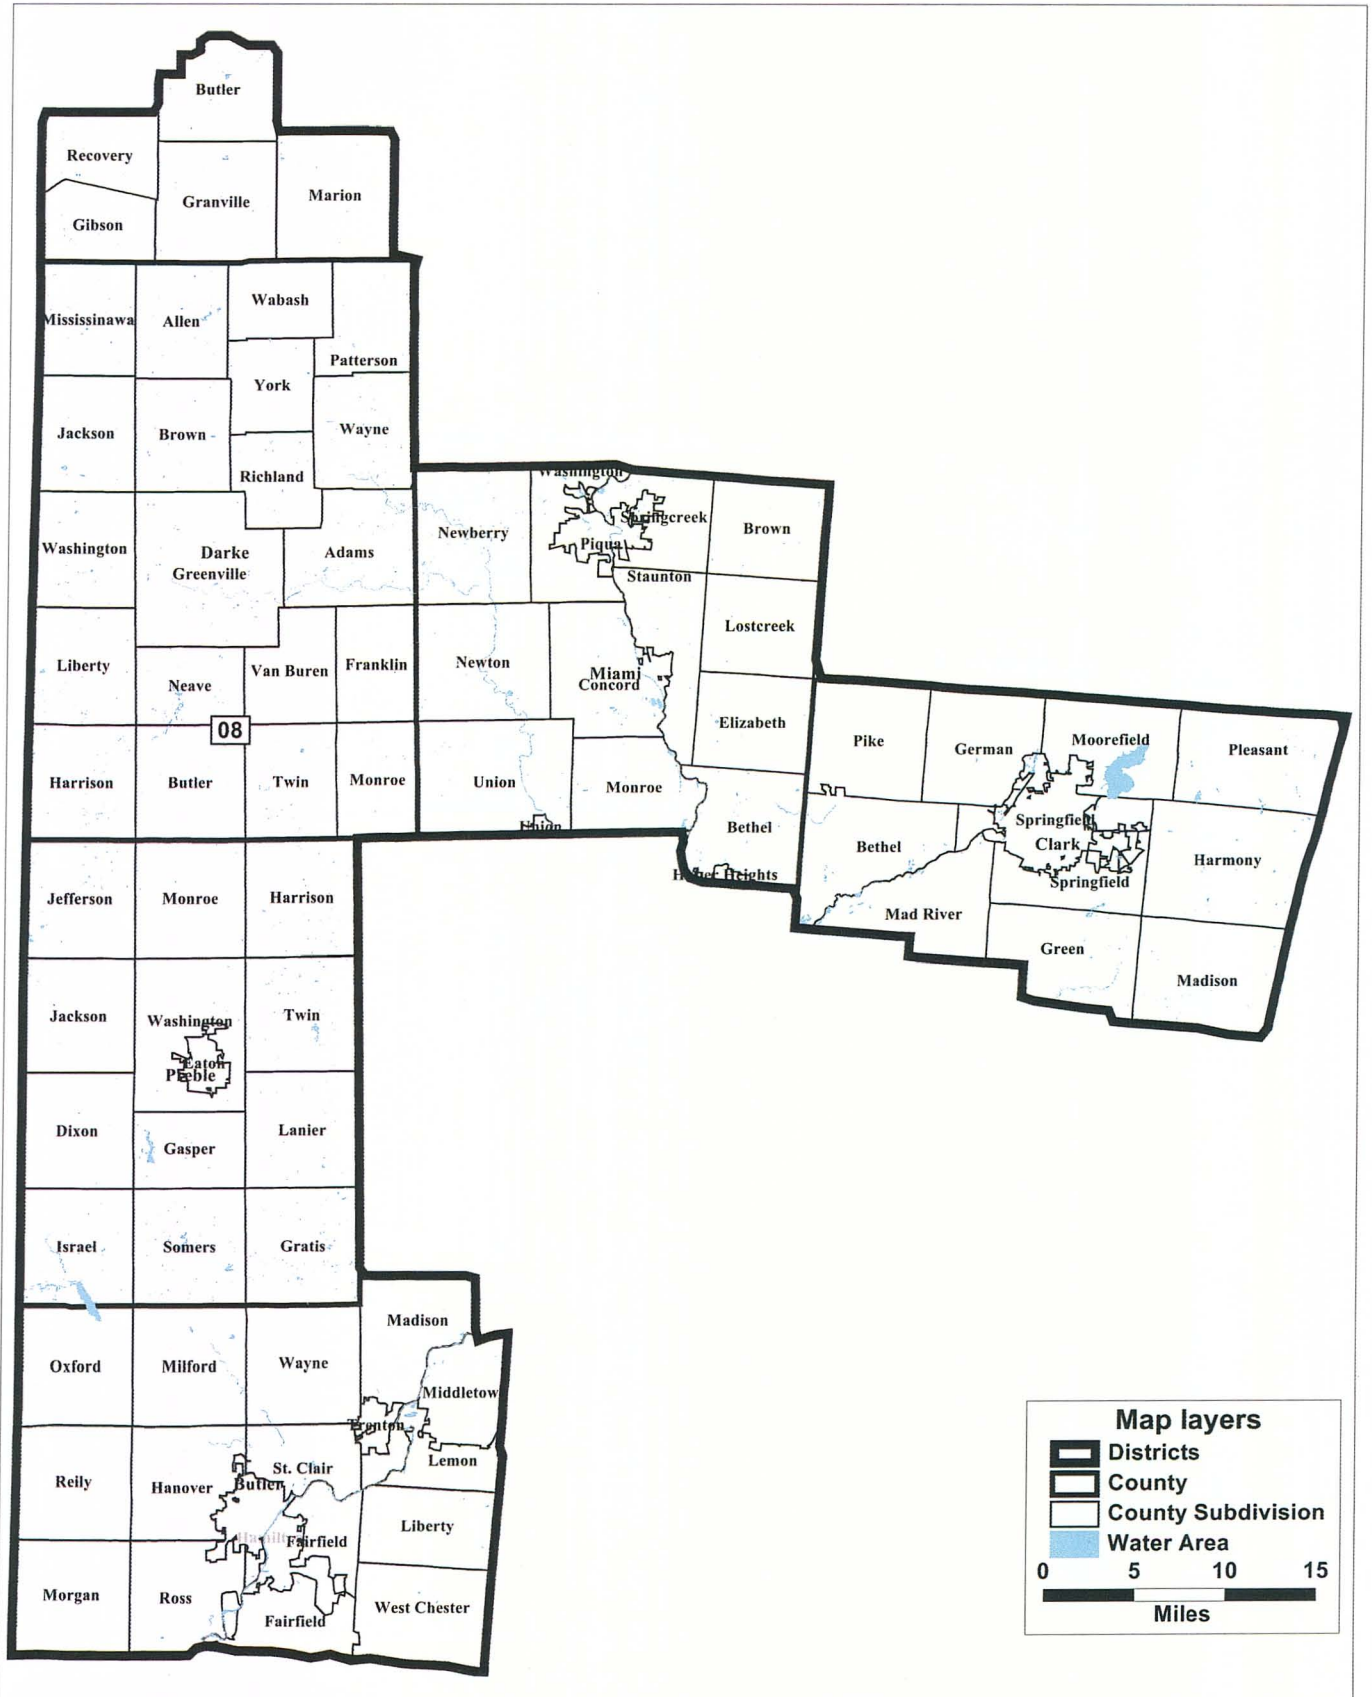 Butler
Recovery
Granville
Marion
Gibson
Mississinawa
Allen
Wabash
Patterson
York
Jackson
Brown
Wayne
Richland
Washington
Darke
Greenville
Adams
Newberry
Washington
Springcreek
Piqua
Brown
Staunton
Lostcreek
Liberty
Neave
Van Buren
Franklin
Newton
Miami
Concord
Elizabeth
08
Harrison
Butler
Twin
Monroe
Union
Monroe
Union
Bethel
Huber Heights
Pike
German
Moorefield
Pleasant
Springfield
Clark
Bethel
Harmony
Springfield
Mad River
Green
Madison
Jefferson
Monroe
Harrison
Jackson
Washington
Twin
Eaton
Preble
Dixon
Gasper
Lanier
Israel
Somers
Gratis
Oxford
Milford
Wayne
Madison
Middletow
Trenton
Lemon
Reily
Hanover
St. Clair
Butler
Hamilt
Fairfield
Liberty
Morgan
Ross
Fairfield
West Chester
Map layers
Districts
County
County Subdivision
Water Area
0 5 10 15
Miles